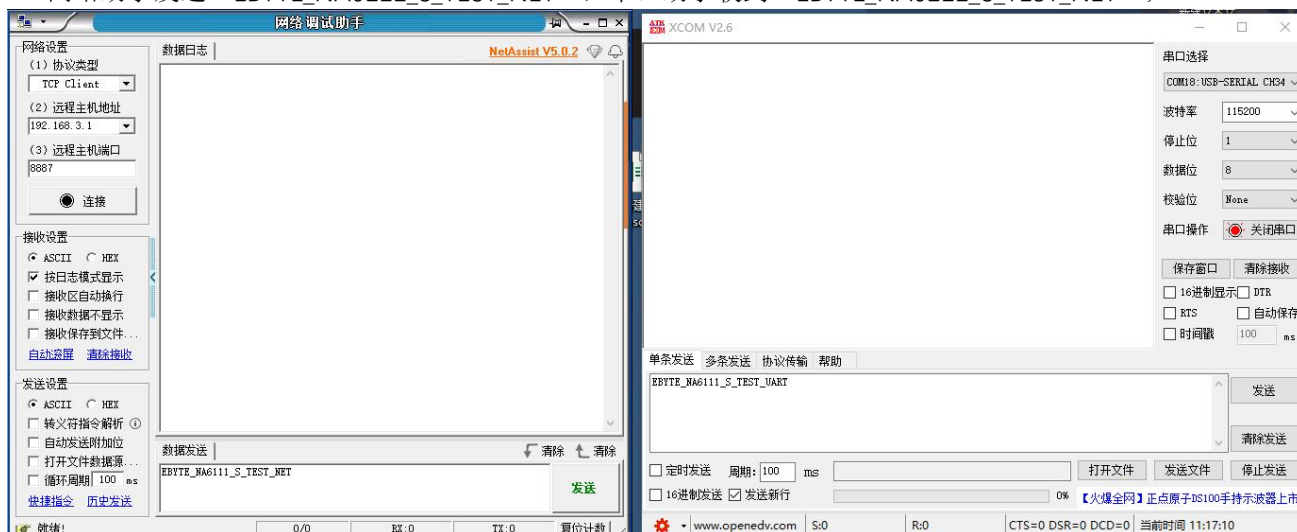 网络调试助手
网络设置
(1) 协议类型
TCP Client
(2) 远程主机地址
192.168.3.1
(3) 远程主机端口
8887
连接
接收设置
ASCII HEX
按日志模式显示
接收区自动换行
接收数据不显示
接收保存到文件...
自动滚屏 清除接收
发送设置
ASCII HEX
转义符指令解析
自动发送附加位
打开文件数据源...
循环周期 100 ms
快捷指令 历史发送
数据日志
NetAssist V5.0.2
数据发送
清除 清除
EBYTE_NA6111_S_TEST_NET
发送
就绪! 0/0 RX:0 TX:0 复位计数
XCOM V2.6
串口选择
COM18:USB-SERIAL CH34
波特率 115200
停止位 1
数据位 8
校验位 None
串口操作 关闭串口
保存窗口 清除接收
16进制显示 DTR
RTS 自动保存
时间戳 100 ms
单条发送 多条发送 协议传输 帮助
EBYTE_NA6111_S_TEST_UART
发送
清除发送
定时发送 周期: 100 ms 打开文件 发送文件 停止发送
16进制发送 发送新行 0% 【火爆全网】正点原子DS100手持示波器上市
www.openedv.com S:0 R:0 CTS=0 DSR=0 DCD=0 当前时间 11:17:10